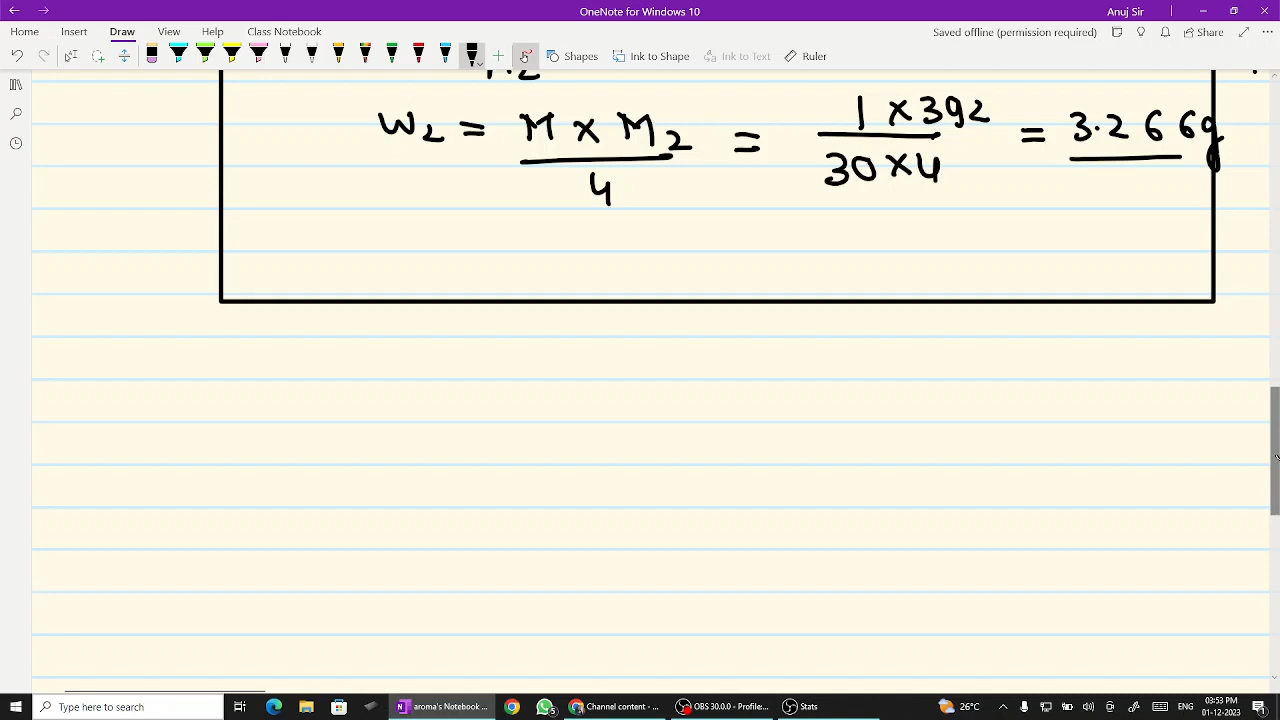 OneNote for Windows 10
Anuj Sir
Home Insert Draw View Help Class Notebook
Saved offline (permission required) Share
Shapes Ink to Shape Ink to Text Ruler
W2 = M x M2 / 4 = 1 x 392 / 30 x 4 = 3.266g
Type here to search
aroma's Notebook ...
Channel content - ...
OBS 30.0.0 - Profile:...
Stats
26°C
ENG
03:53 PM
01-12-2023